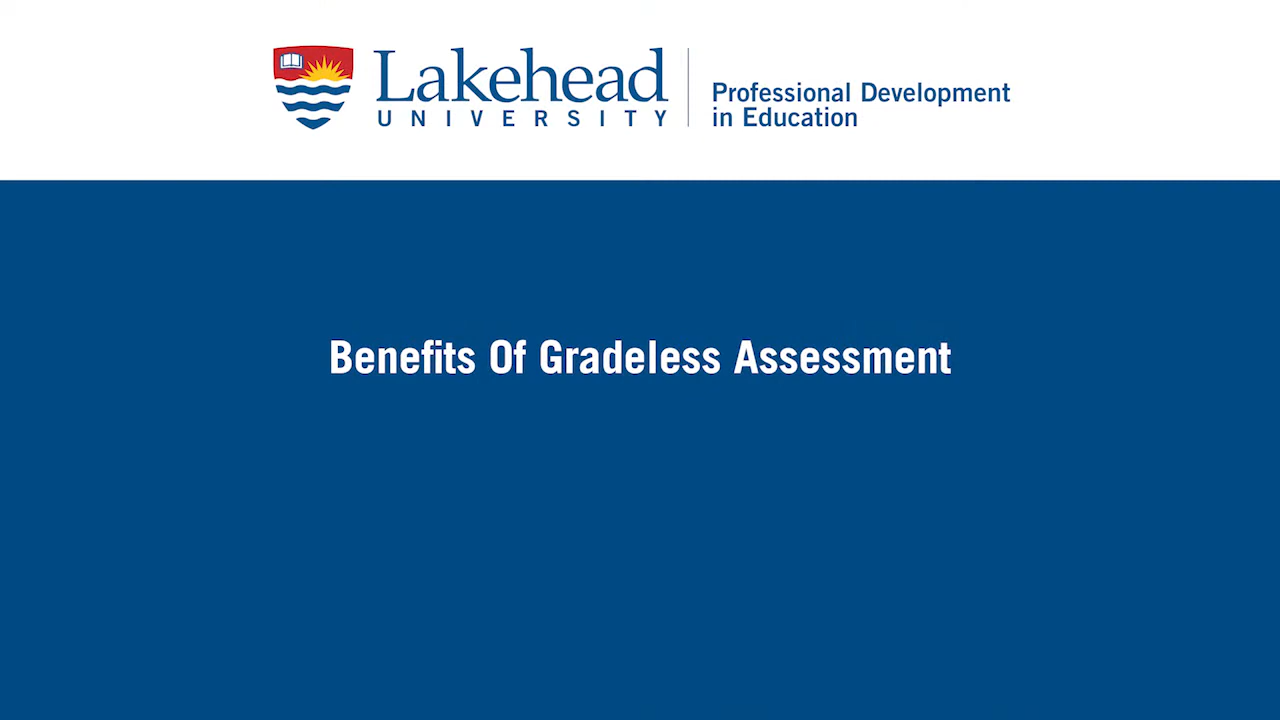 Lakehead
UNIVERSITY
Professional Development
in Education
Benefits Of Gradeless Assessment